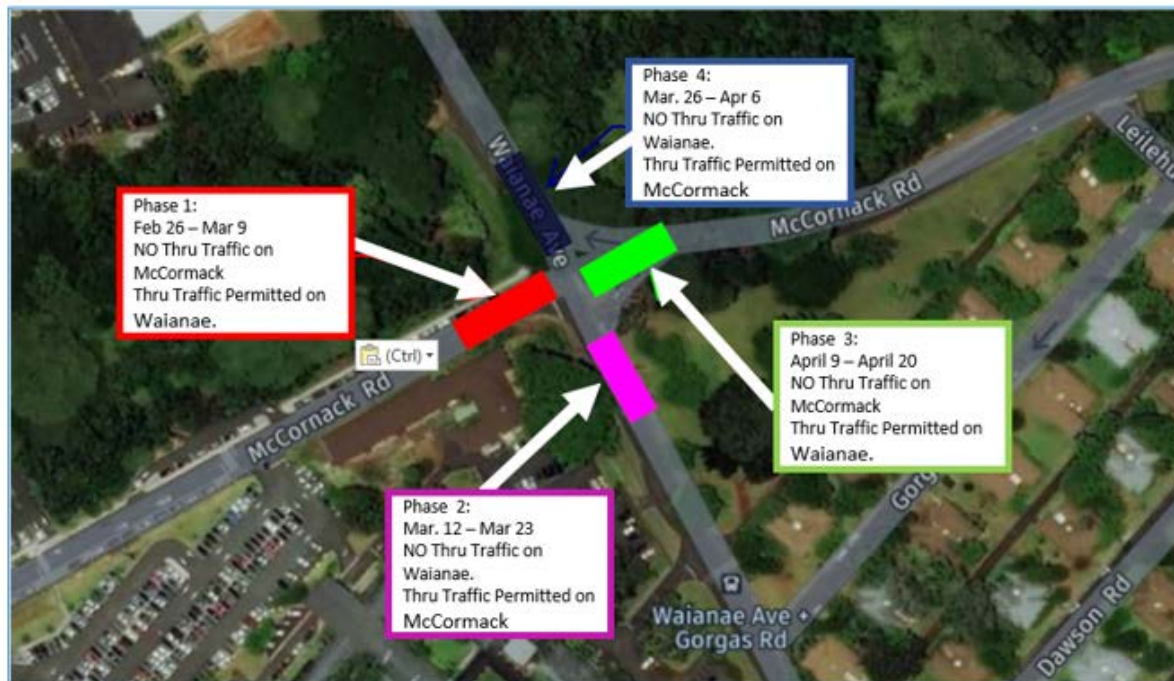 Phase 4:
Mar. 26 – Apr 6
NO Thru Traffic on
Waianae.
Thru Traffic Permitted on
McCormack
Waianae Ave
McCornack Rd
Leilehu
Phase 1:
Feb 26 – Mar 9
NO Thru Traffic on
McCormack
Thru Traffic Permitted on
Waianae.
(Ctrl)
McCornack Rd
Phase 3:
April 9 – April 20
NO Thru Traffic on
McCormack
Thru Traffic Permitted on
Waianae.
Phase 2:
Mar. 12 – Mar 23
NO Thru Traffic on
Waianae.
Thru Traffic Permitted on
McCormack
Waianae Ave +
Gorgas Rd
Dawson Rd